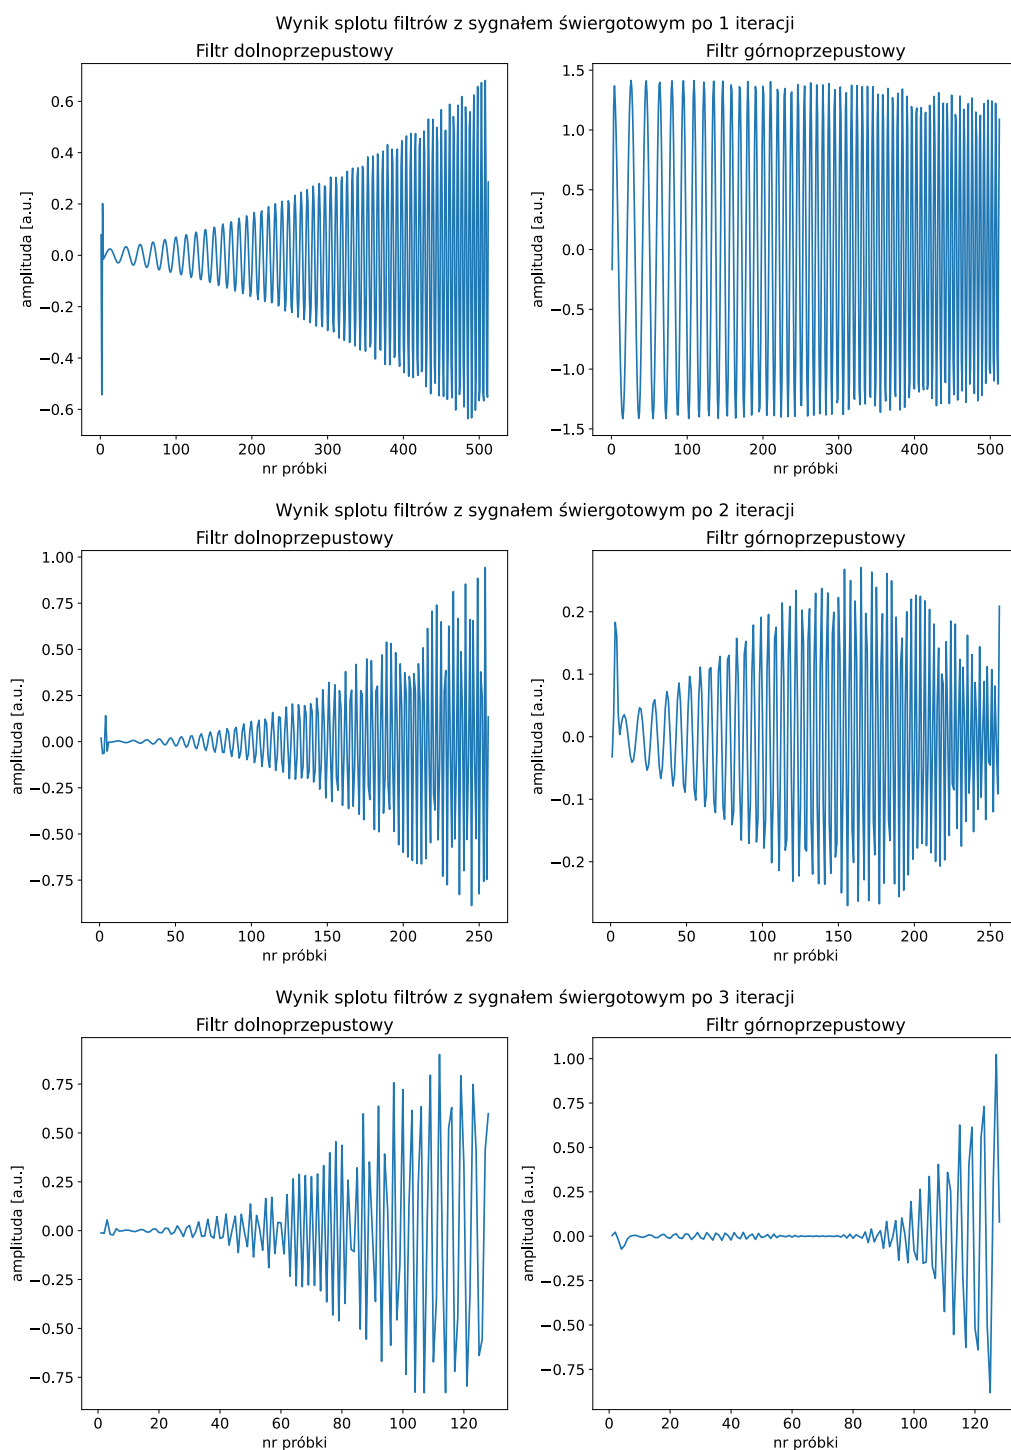 Wynik splotu filtrów z sygnałem świergotowym po 1 iteracji
Filtr dolnoprzepustowy
Filtr górnoprzepustowy
amplituda [a.u.]
0.6
0.4
0.2
0.0
−0.2
−0.4
−0.6
0 100 200 300 400 500
nr próbki
amplituda [a.u.]
1.5
1.0
0.5
0.0
−0.5
−1.0
−1.5
0 100 200 300 400 500
nr próbki
Wynik splotu filtrów z sygnałem świergotowym po 2 iteracji
Filtr dolnoprzepustowy
Filtr górnoprzepustowy
amplituda [a.u.]
1.00
0.75
0.50
0.25
0.00
−0.25
−0.50
−0.75
0 50 100 150 200 250
nr próbki
amplituda [a.u.]
0.2
0.1
0.0
−0.1
−0.2
0 50 100 150 200 250
nr próbki
Wynik splotu filtrów z sygnałem świergotowym po 3 iteracji
Filtr dolnoprzepustowy
Filtr górnoprzepustowy
amplituda [a.u.]
0.75
0.50
0.25
0.00
−0.25
−0.50
−0.75
0 20 40 60 80 100 120
nr próbki
amplituda [a.u.]
1.00
0.75
0.50
0.25
0.00
−0.25
−0.50
−0.75
0 20 40 60 80 100 120
nr próbki